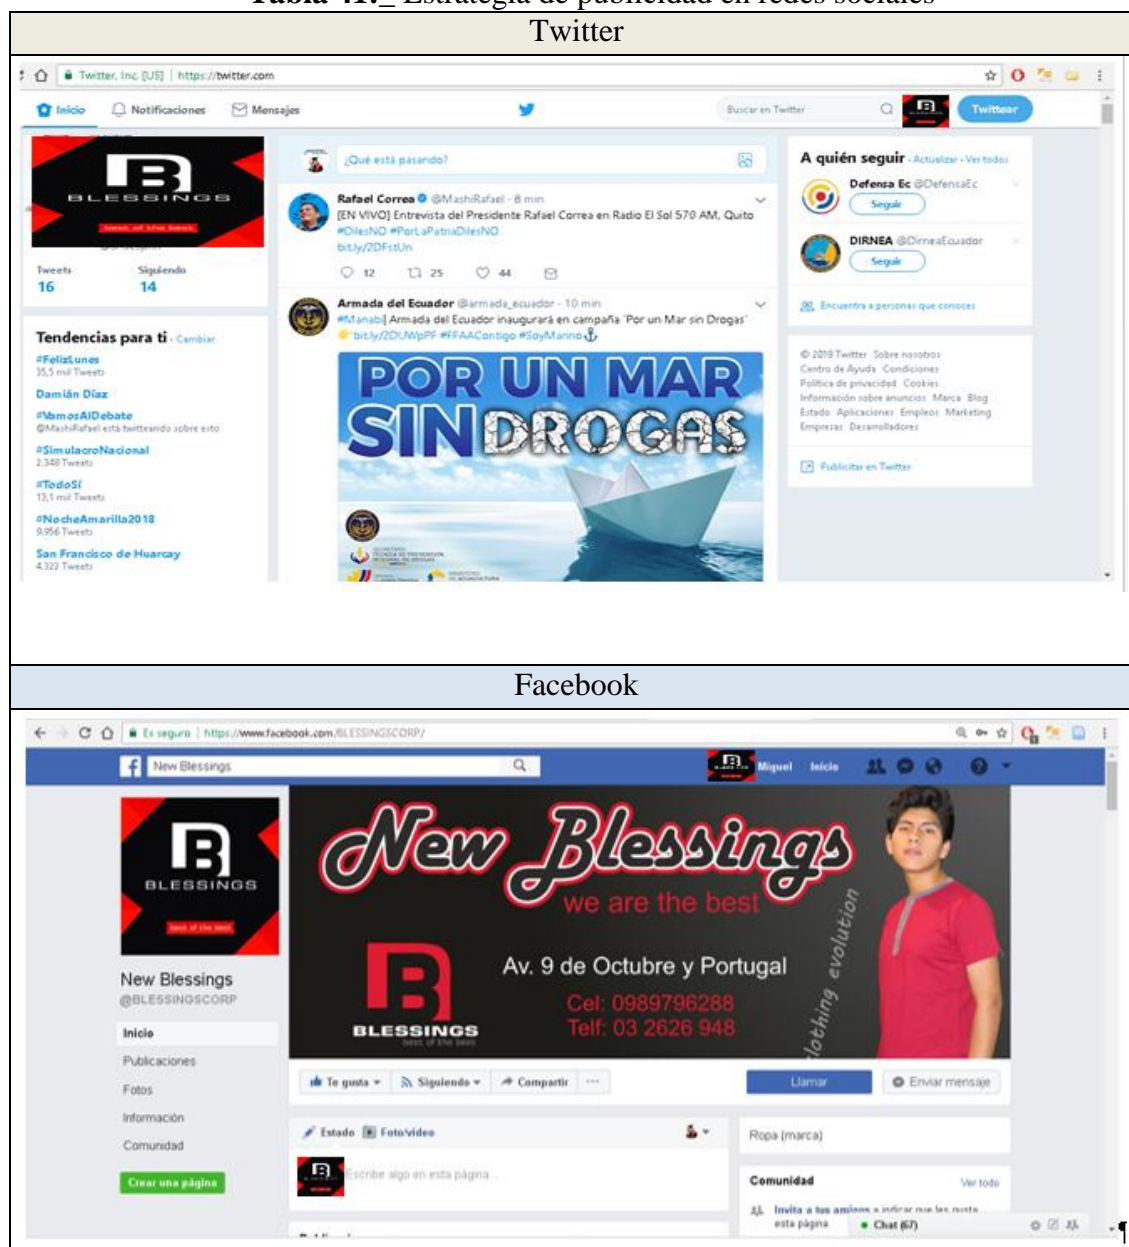 Tabla 41:_ Estrategia de publicidad en redes sociales
Twitter
Twitter, Inc. [US] | https://twitter.com
Inicio Notificaciones Mensajes Buscar en Twitter Twittear
BLESSINGS
best of the best
Tweets Siguiendo
16 14
Tendencias para ti · Cambiar
#FelizLunes
35,5 mil Tweets
Damián Díaz
#VamosAlDebate
@MashiRafael está twitteando sobre esto
#SimulacroNacional
2.348 Tweets
#TodoSí
13,1 mil Tweets
#NocheAmarilla2018
9.956 Tweets
San Francisco de Huarcay
4.322 Tweets
¿Qué está pasando?
Rafael Correa @MashiRafael · 8 min
[EN VIVO] Entrevista del Presidente Rafael Correa en Radio El Sol 570 AM, Quito
#DilesNO #PorLaPatriaDilesNO
bit.ly/2DFstUn
12 25 44
Armada del Ecuador @armada_ecuador · 10 min
#Manabí| Armada del Ecuador inaugurará en campaña 'Por un Mar sin Drogas'
bit.ly/2DUWpPF #FFAAContigo #SoyMarino
POR UN MAR
SIN DROGAS
A quién seguir · Actualizar · Ver todos
Defensa Ec @DefensaEc
Seguir
DIRNEA @DirneaEcuador
Seguir
Encuentra a personas que conoces
© 2018 Twitter Sobre nosotros
Centro de Ayuda Condiciones
Política de privacidad Cookies
Información sobre anuncios Marca Blog
Estado Aplicaciones Empleos Marketing
Empresas Desarrolladores
Publicitar en Twitter
Facebook
Es seguro | https://www.facebook.com/BLESSINGSCORP/
New Blessings Miguel Inicio
B
BLESSINGS
best of the best
New Blessings
@BLESSINGSCORP
Inicio
Publicaciones
Fotos
Información
Comunidad
Crear una página
New Blessings
we are the best
clothing evolution
Av. 9 de Octubre y Portugal
Cel: 0989796288
Telf: 03 2626 948
B
BLESSINGS
best of the best
Te gusta Siguiendo Compartir ···
Llamar Enviar mensaje
Estado Foto/video
Escribe algo en esta página...
Ropa (marca)
Comunidad Ver todo
Invita a tus amigos a indicar que les gusta
esta página
Chat (67)
¶